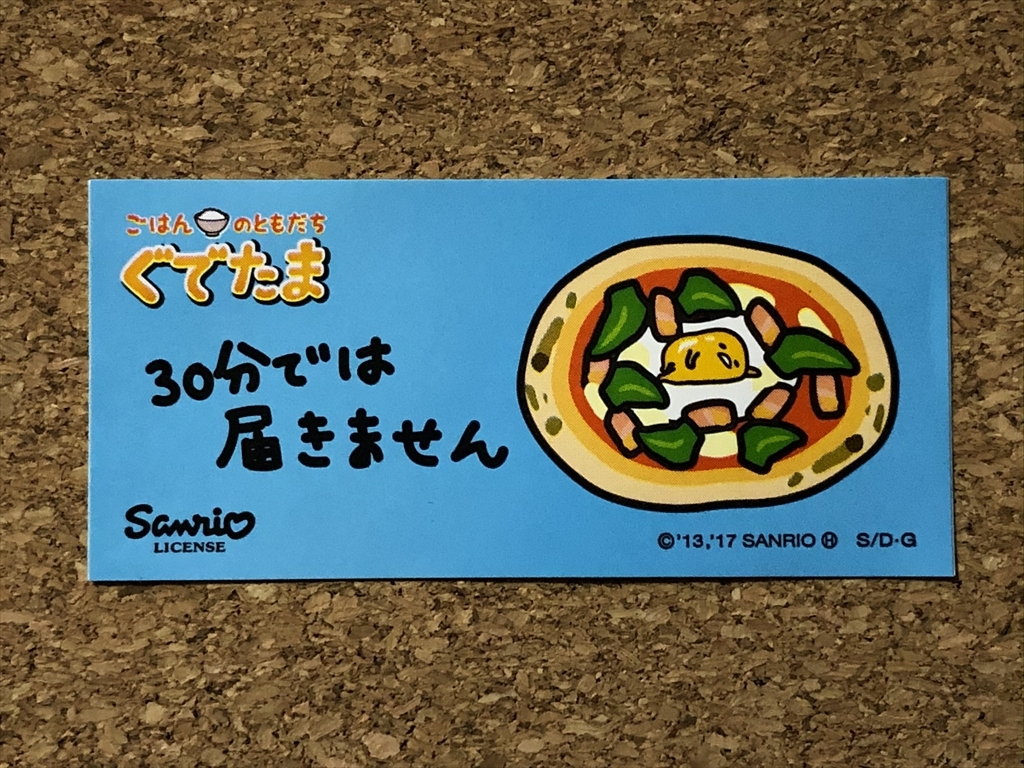 ごはんのともだち
ぐでたま
30分では
届きません
Sanrio
LICENSE
©'13,'17 SANRIO Ⓗ S/D·G